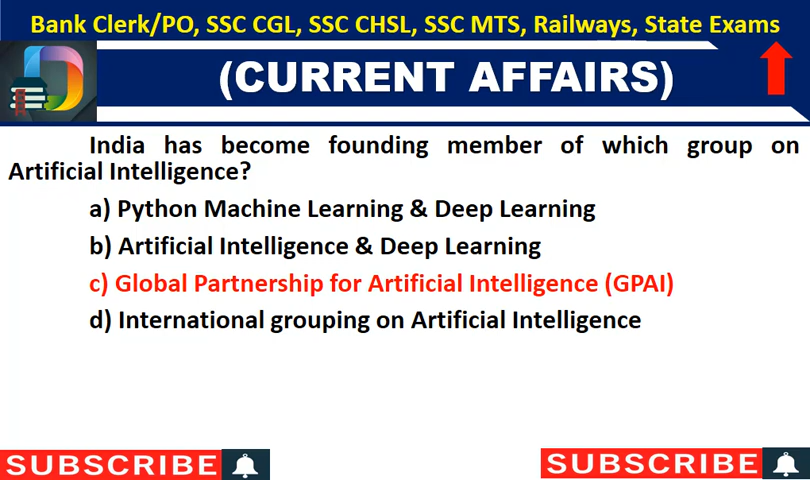 Bank Clerk/PO, SSC CGL, SSC CHSL, SSC MTS, Railways, State Exams
(CURRENT AFFAIRS)
India has become founding member of which group on
Artificial Intelligence?
a) Python Machine Learning & Deep Learning
b) Artificial Intelligence & Deep Learning
c) Global Partnership for Artificial Intelligence (GPAI)
d) International grouping on Artificial Intelligence
SUBSCRIBE
SUBSCRIBE